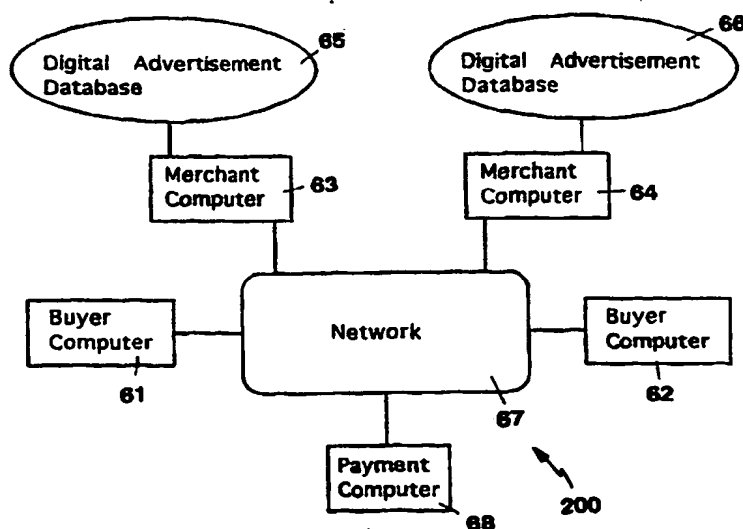 65
66
Digital Advertisement
Database
Digital Advertisement
Database
Merchant
Computer
63
Merchant
Computer
64
Buyer
Computer
61
Network
67
Buyer
Computer
62
Payment
Computer
68
200